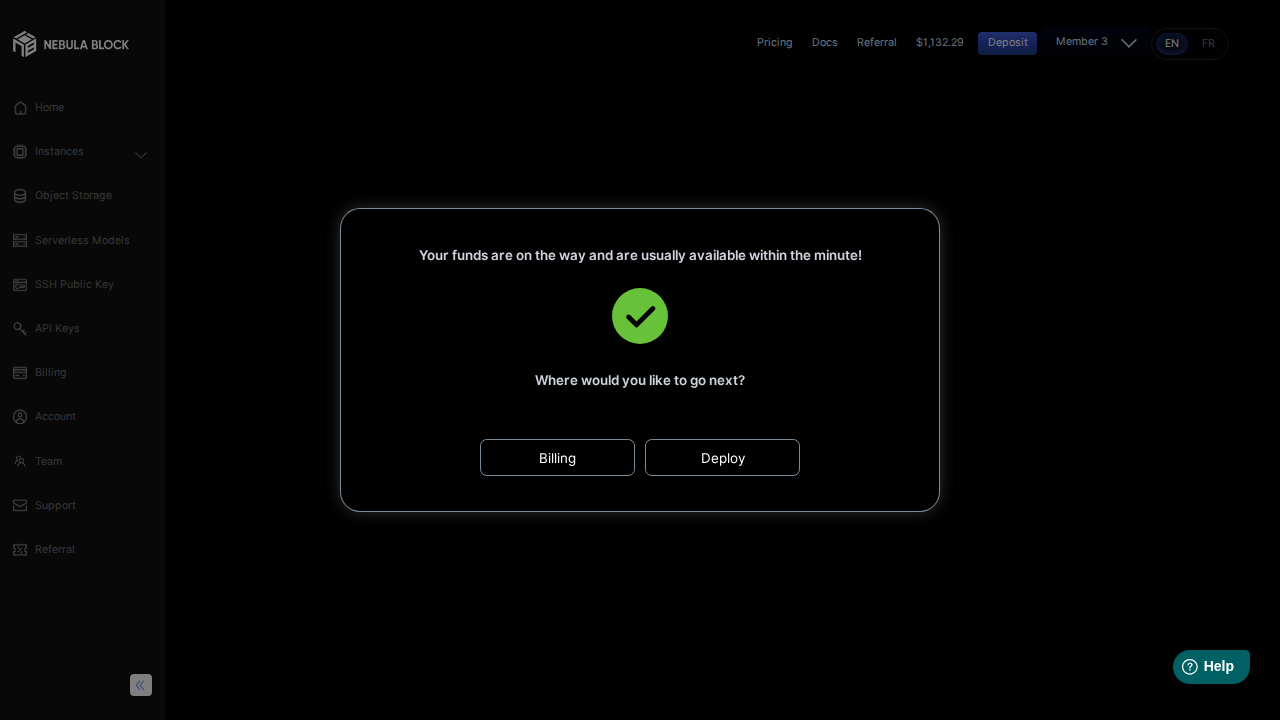 NEBULA BLOCK
Pricing
Docs
Referral
$1,132.29
Deposit
Member 3
EN
FR
Home
Instances
Object Storage
Serverless Models
SSH Public Key
API Keys
Billing
Account
Team
Support
Referral
Your funds are on the way and are usually available within the minute!
Where would you like to go next?
Billing
Deploy
Help